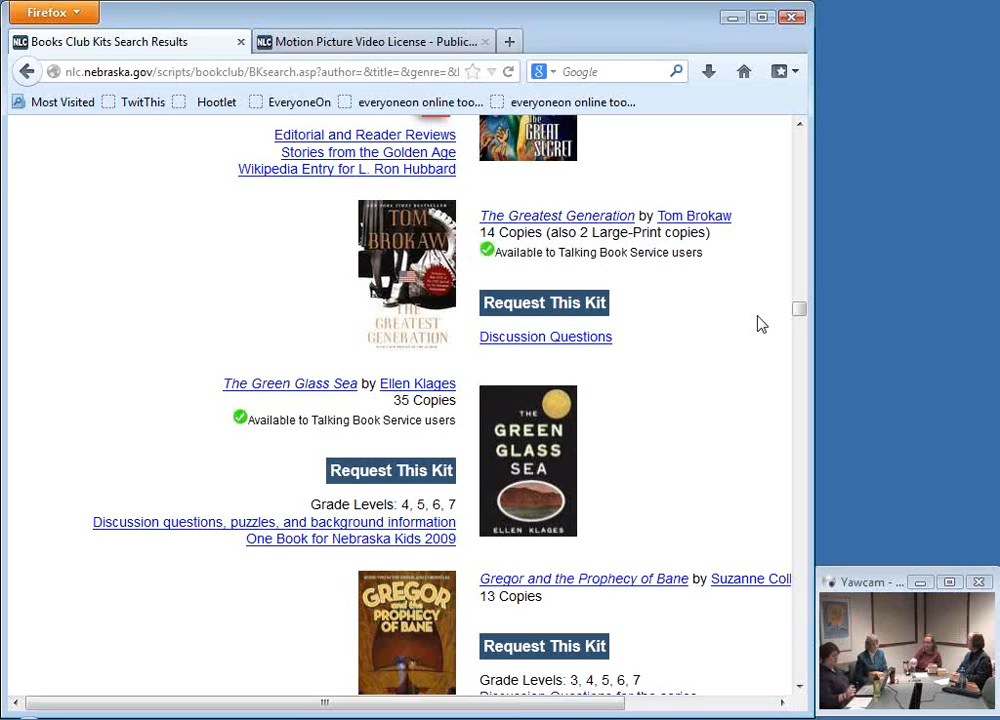 Firefox
NLC Books Club Kits Search Results
NLC Motion Picture Video License - Public...
nlc.nebraska.gov/scripts/bookclub/BKsearch.asp?author=&title=&genre=&l
Google
Most Visited
TwitThis
Hootlet
EveryoneOn
everyoneon online too...
everyoneon online too...
Editorial and Reader Reviews
Stories from the Golden Age
Wikipedia Entry for L. Ron Hubbard
THE
GREAT
SECRET
TOM
BROKAW
THE
GREATEST
GENERATION
The Greatest Generation by Tom Brokaw
14 Copies (also 2 Large-Print copies)
Available to Talking Book Service users
Request This Kit
Discussion Questions
The Green Glass Sea by Ellen Klages
35 Copies
Available to Talking Book Service users
Request This Kit
Grade Levels: 4, 5, 6, 7
Discussion questions, puzzles, and background information
One Book for Nebraska Kids 2009
THE
GREEN
GLASS
SEA
ELLEN KLAGES
GREGOR
and the
PROPHECY
OF BANE
Gregor and the Prophecy of Bane by Suzanne Coll
13 Copies
Request This Kit
Grade Levels: 3, 4, 5, 6, 7
Discussion Questions for the series
Yawcam - ...